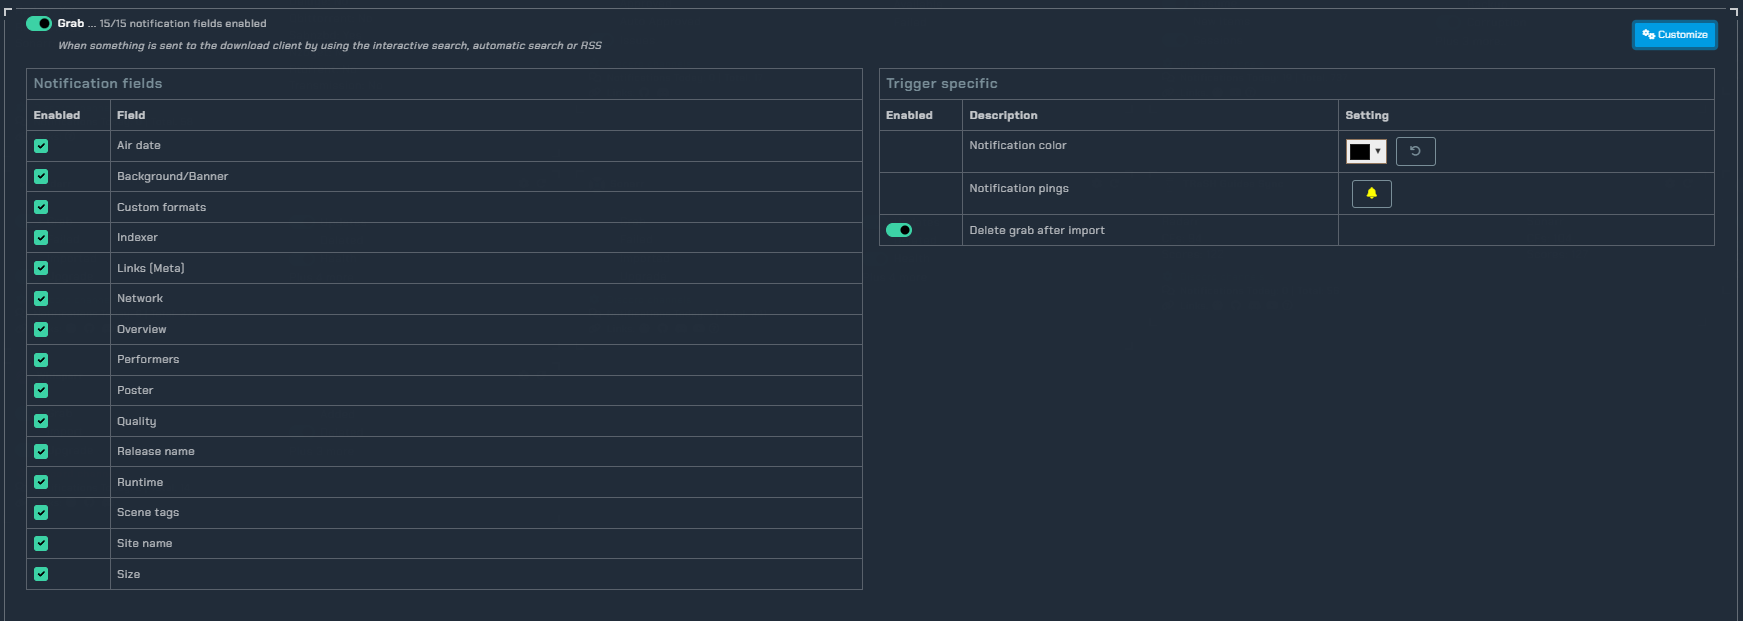 Grab ... 15/15 notification fields enabled
When something is sent to the download client by using the interactive search, automatic search or RSS
Customize
Notification fields
Enabled Field
Air date
Background/Banner
Custom formats
Indexer
Links (Meta)
Network
Overview
Performers
Poster
Quality
Release name
Runtime
Scene tags
Site name
Size
Trigger specific
Enabled Description Setting
Notification color
Notification pings
Delete grab after import